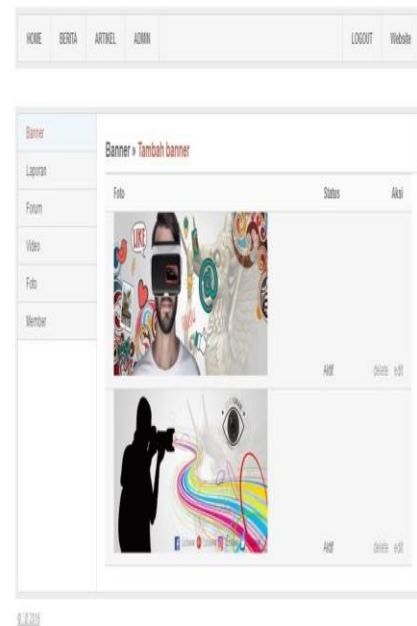 HOME BERITA ARTIKEL ADMIN LOGOUT Website
Banner
Laporan
Forum
Video
Foto
Member
Banner » Tambah banner
Foto Status Aksi
LIKE
@
Aktif delete edit
Aktif delete edit